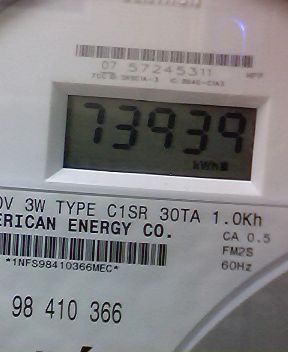 07 57245311
73939
kWh
0V 3W TYPE C1SR 30TA 1.0Kh
ERICAN ENERGY CO.
CA 0.5
FM2S
60Hz
*1NFS98410366MEC*
98 410 366